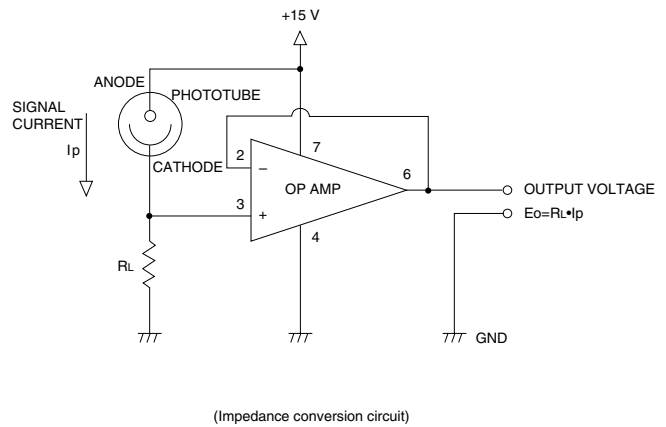 +15 V
ANODE
PHOTOTUBE
SIGNAL
CURRENT
Ip
CATHODE
7
2
−
6
OP AMP
OUTPUT VOLTAGE
3
+
Eo=RL•Ip
4
RL
GND
(Impedance conversion circuit)